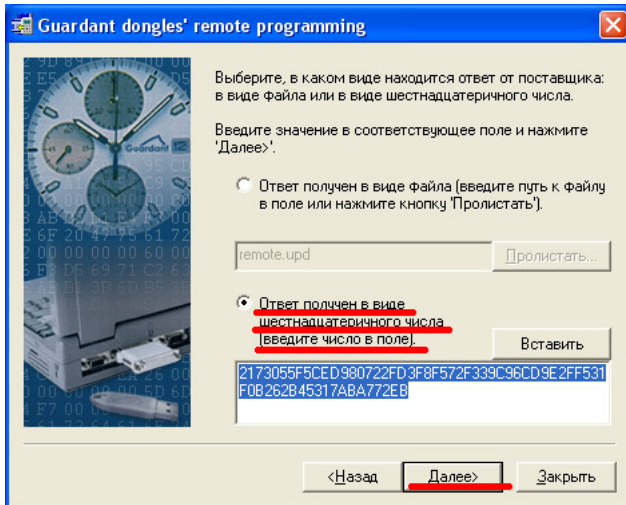 Guardant dongles' remote programming
Выберите, в каком виде находится ответ от поставщика:
в виде файла или в виде шестнадцатеричного числа.
Введите значение в соответствующее поле и нажмите
'Далее>'.
Ответ получен в виде файла (введите путь к файлу
в поле или нажмите кнопку 'Пролистать').
remote.upd
Пролистать...
Ответ получен в виде
шестнадцатеричного числа
(введите число в поле).
Вставить
2173055F5CED980722FD3F8F572F339C96CD9E2FF531
F0B262B45317ABA772EB
<Назад
Далее>
Закрыть
Guardant